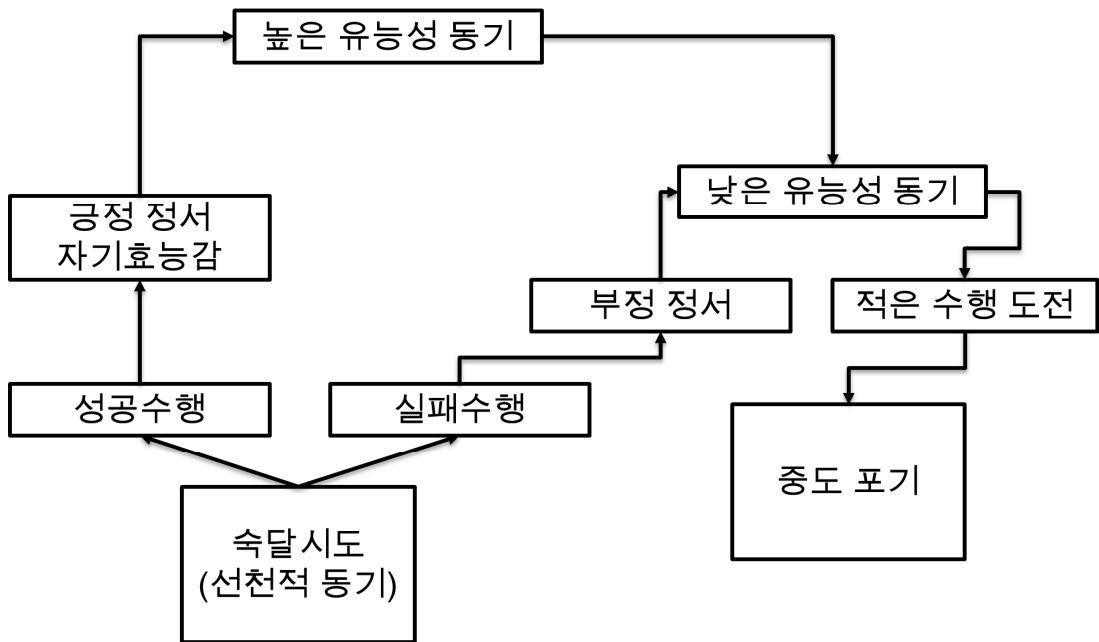 높은 유능성 동기
낮은 유능성 동기
긍정 정서
자기효능감
부정 정서
적은 수행 도전
성공수행
실패수행
중도 포기
숙달시도
(선천적 동기)